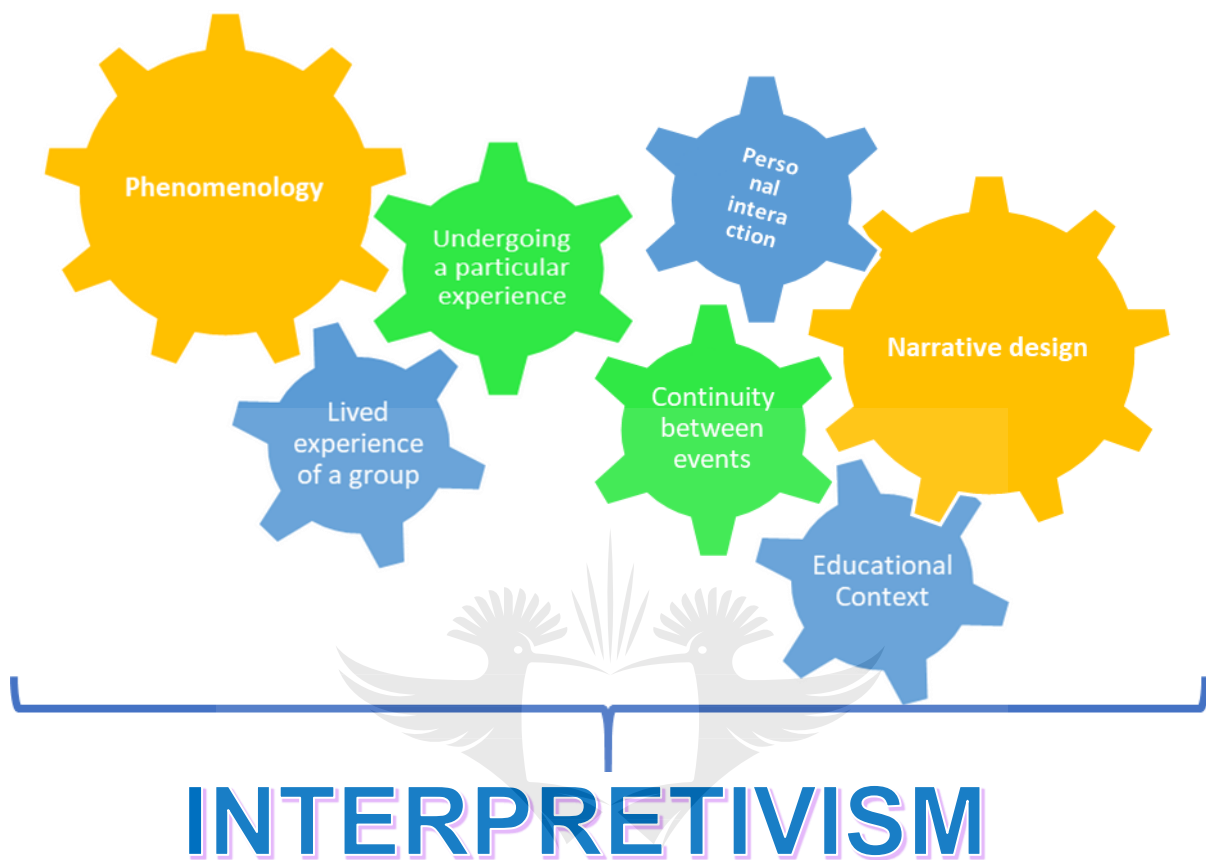 Phenomenology
Undergoing
a particular
experience
Lived
experience
of a group
Perso
nal
intera
ction
Continuity
between
events
Narrative design
Educational
Context
INTERPRETIVISM